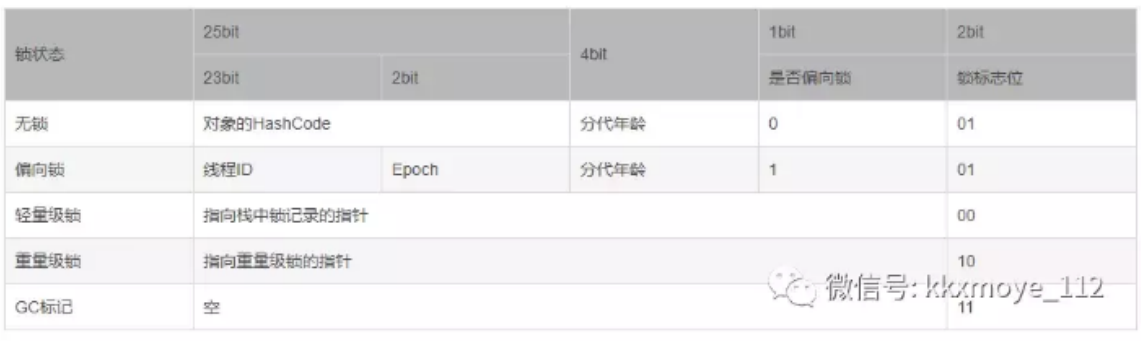 锁状态 25bit 4bit 1bit 2bit
23bit 2bit 是否偏向锁 锁标志位
无锁 对象的HashCode 分代年龄 0 01
偏向锁 线程ID Epoch 分代年龄 1 01
轻量级锁 指向栈中锁记录的指针 00
重量级锁 指向重量级锁的指针 10
GC标记 空 11
微信号: kkxmoye_112